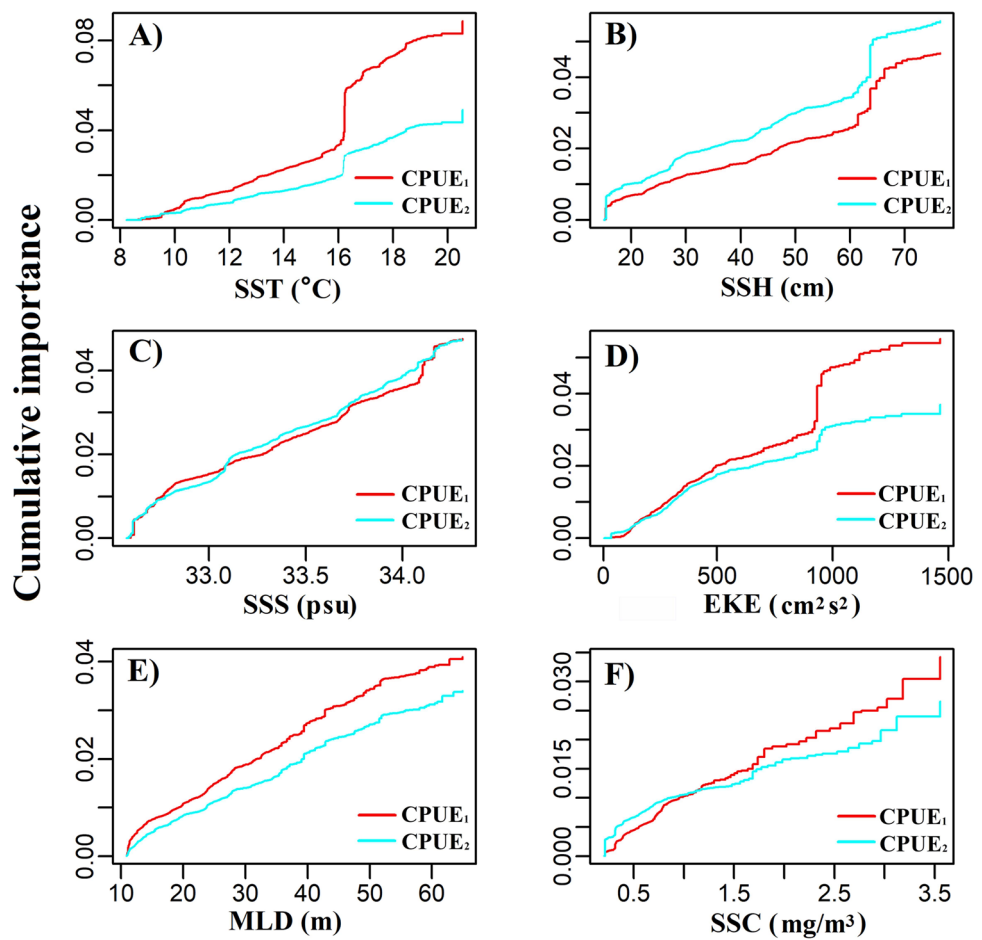 Cumulative importance
A)
0.08
0.04
0.00
CPUE₁
CPUE₂
8 10 12 14 16 18 20
SST (°C)
B)
0.04
0.02
0.00
CPUE₁
CPUE₂
20 30 40 50 60 70
SSH (cm)
C)
0.04
0.02
0.00
CPUE₁
CPUE₂
33.0 33.5 34.0
SSS (psu)
D)
0.04
0.02
0.00
CPUE₁
CPUE₂
0 500 1000 1500
EKE (cm² s²)
E)
0.04
0.02
0.00
CPUE₁
CPUE₂
10 20 30 40 50 60
MLD (m)
F)
0.030
0.015
0.000
CPUE₁
CPUE₂
0.5 1.5 2.5 3.5
SSC (mg/m³)